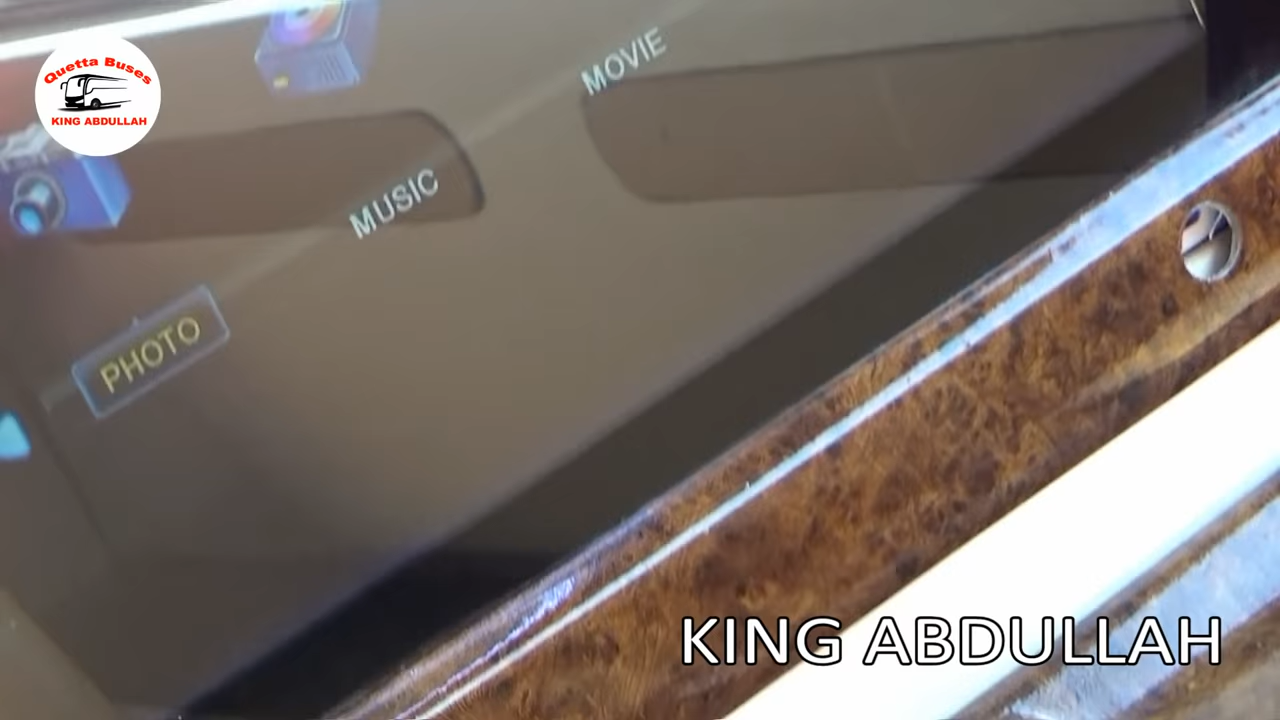 Quetta Buses
KING ABDULLAH
MOVIE
MUSIC
PHOTO
KING ABDULLAH